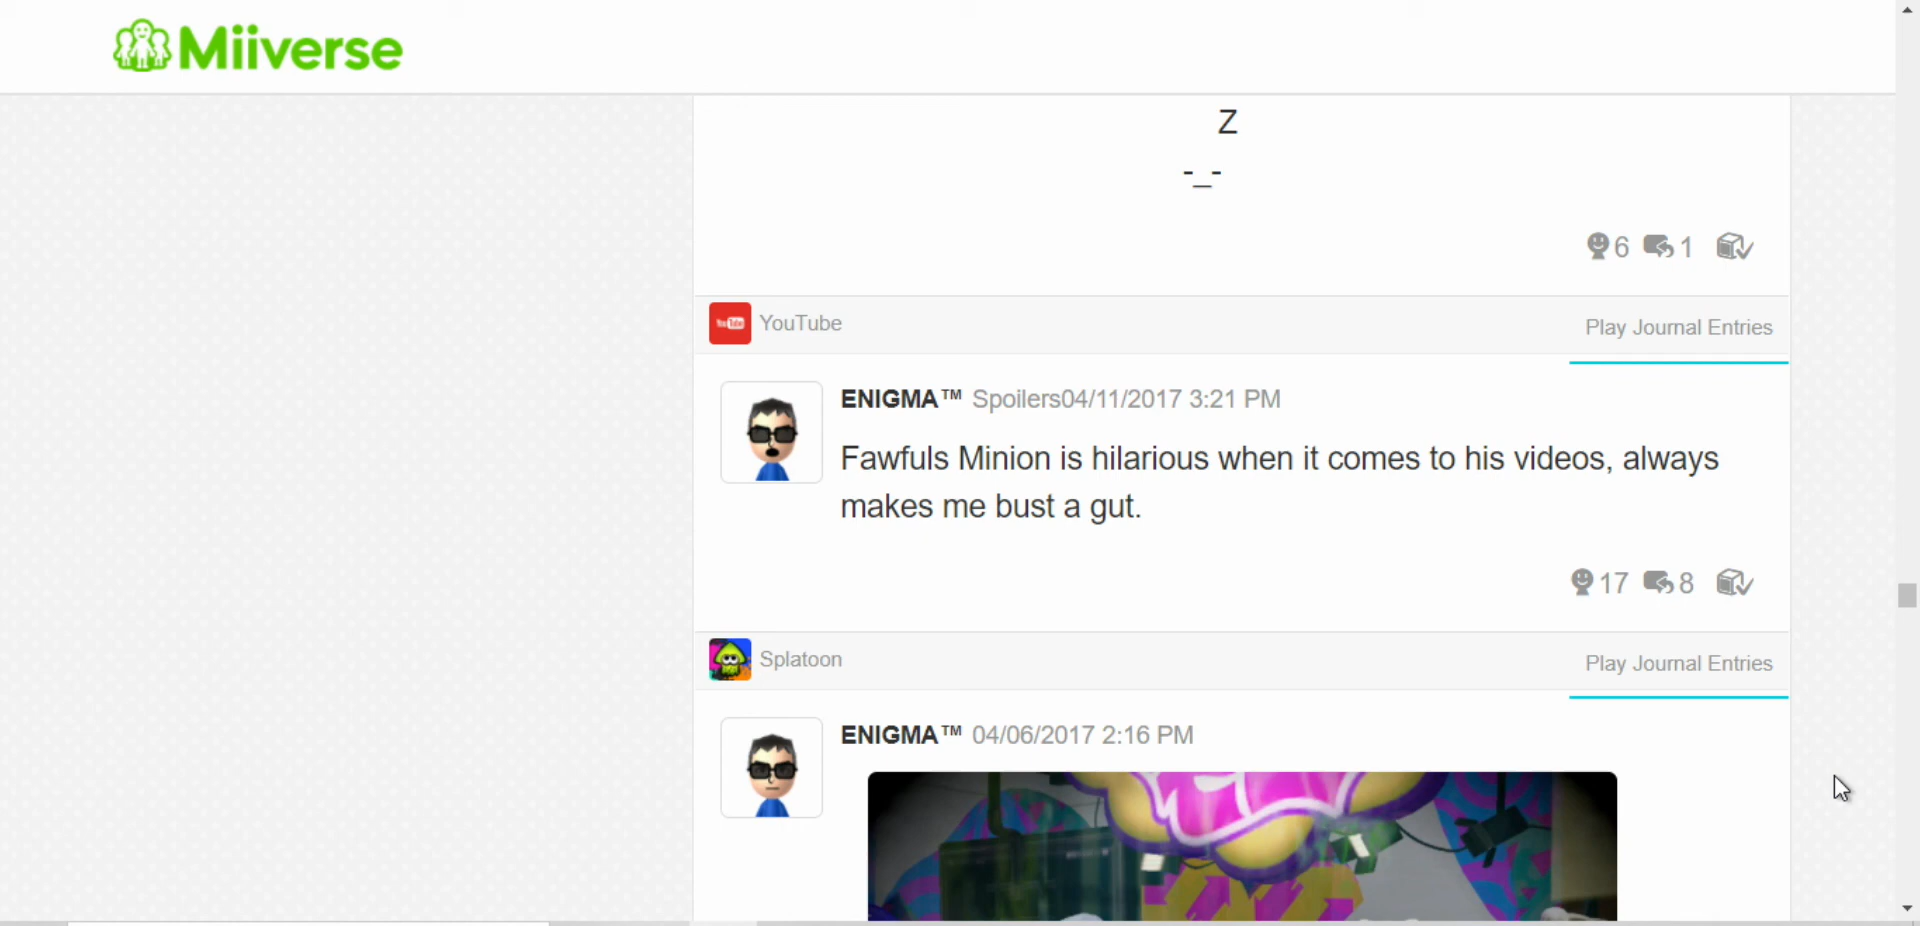 Miiverse
Z
-_-
6 1
YouTube
Play Journal Entries
ENIGMA™ Spoilers04/11/2017 3:21 PM
Fawfuls Minion is hilarious when it comes to his videos, always
makes me bust a gut.
17 8
Splatoon
Play Journal Entries
ENIGMA™ 04/06/2017 2:16 PM